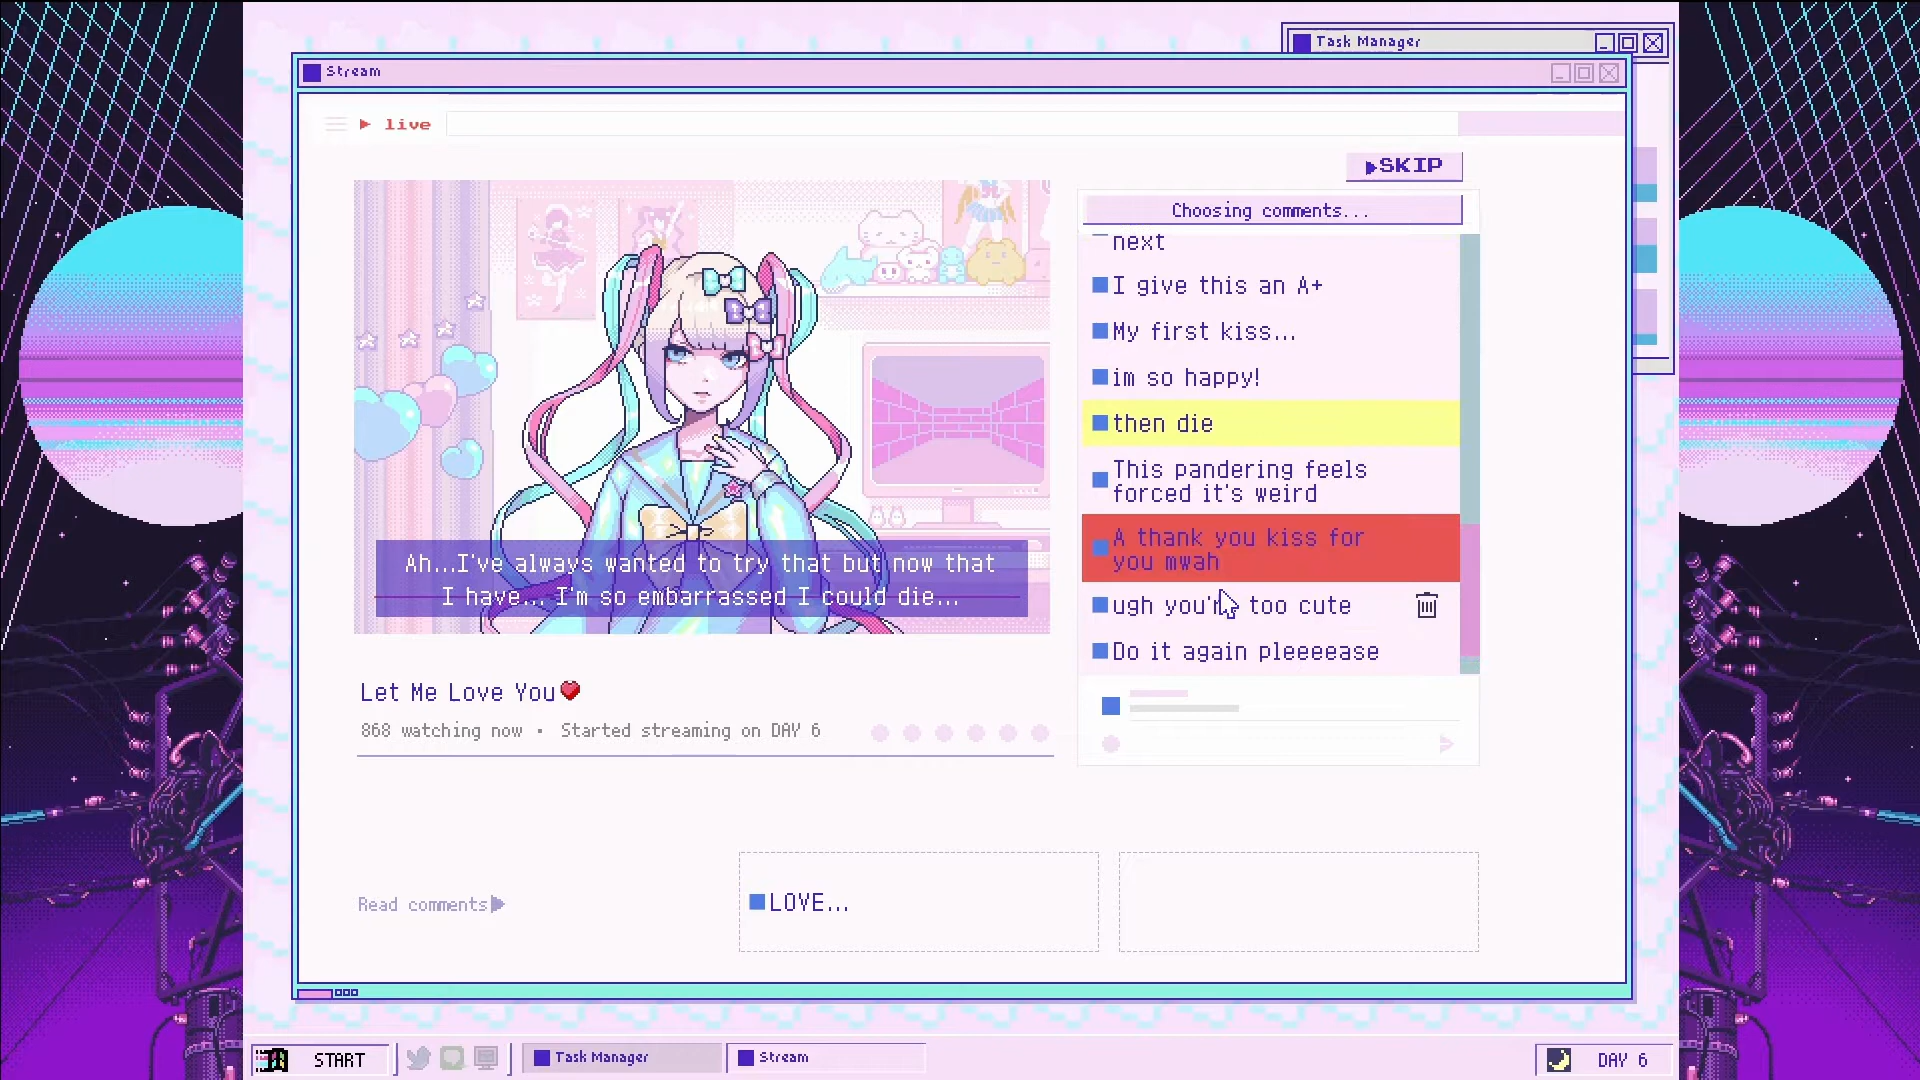 Task Manager
Stream
live
SKIP
Choosing comments...
next
I give this an A+
My first kiss...
im so happy!
then die
This pandering feels
forced it's weird
A thank you kiss for
you mwah
ugh you'r too cute
Do it again pleeeease
Ah...I've always wanted to try that but now that
I have... I'm so embarrassed I could die...
Let Me Love You
868 watching now • Started streaming on DAY 6
Read comments
LOVE...
START
Task Manager
Stream
DAY 6